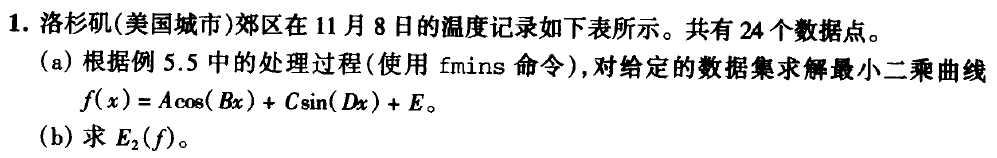 1. 洛杉矶(美国城市)郊区在 11 月 8 日的温度记录如下表所示。共有 24 个数据点。
(a) 根据例 5.5 中的处理过程(使用 fmins 命令),对给定的数据集求解最小二乘曲线
f(x) = Acos(Bx) + Csin(Dx) + E。
(b) 求 E₂(f)。